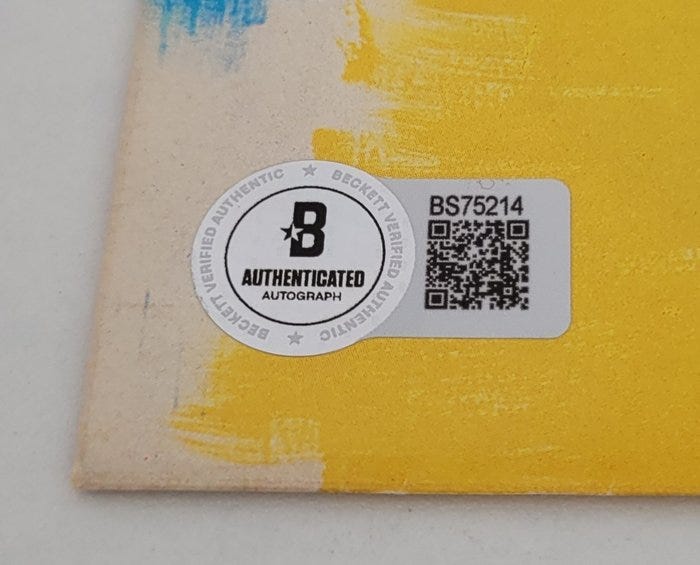 BECKETT VERIFIED AUTHENTIC ★ BECKETT VERIFIED AUTHENTIC ★
B
AUTHENTICATED
AUTOGRAPH
BS75214